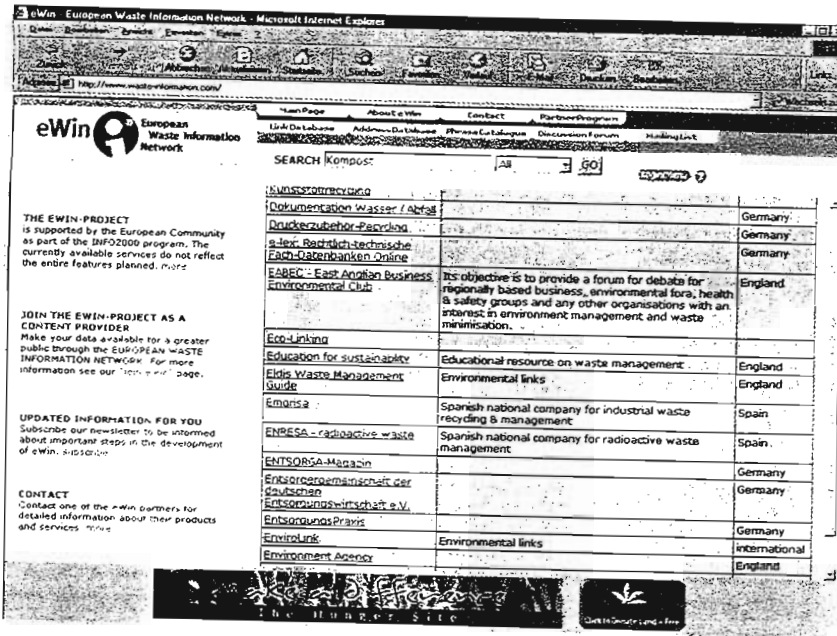 eWin - European Waste Information Network - Microsoft Internet Explorer
http://www.wasteinformation.com/
Main Page
About eWin
Contact
Partner Program
Link Database
Address Database
Phrase Catalogue
Discussion Forum
Mailing List
eWin
European
Waste Information
Network
SEARCH Kompost
All
GO
THE EWIN-PROJECT
is supported by the European Community
as part of the INFO2000 program. The
currently available services do not reflect
the entire features planned. more
JOIN THE EWIN-PROJECT AS A
CONTENT PROVIDER
Make your data available for a greater
public through the EUROPEAN WASTE
INFORMATION NETWORK. For more
information see our page.
UPDATED INFORMATION FOR YOU
Subscribe our newsletter to be informed
about important steps in the development
of eWin. subscribe
CONTACT
Contact one of the eWin partners for
detailed information about their products
and services. more
Kunststoffrecycling
Dokumentation Wasser / Abfall
Germany
Druckerzubehör-Recycling
Germany
e-lex: Rechtlich-technische
Fach-Datenbanken Online
Germany
EABEC - East Anglian Business
Environmental Club
Its objective is to provide a forum for debate for
regionally based business, environmental fora, health
& safety groups and any other organisations with an
interest in environment management and waste
minimisation.
England
Eco-Linking
Education for sustainablity
Educational resource on waste management
England
Eldis Waste Management
Guide
Environmental links
England
Emgrisa
Spanish national company for industrial waste
recycling & management
Spain
ENRESA - radioactive waste
Spanish national company for radioactive waste
management
Spain
ENTSORGA-Magazin
Germany
Entsorgergemeinschaft der
deutschen
Entsorgungswirtschaft e.V.
Germany
EntsorgungsPraxis
Germany
EnviroLink
Environmental links
international
Environment Agency
England
The Hunger Site
Click to Donate Land - Free